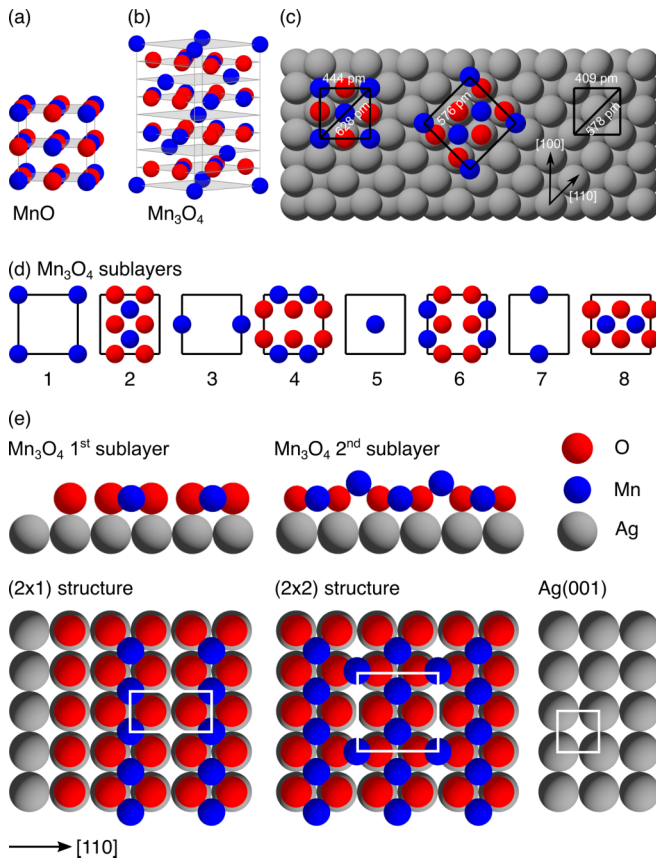 (a)
(b)
(c)
MnO
Mn₃O₄
444 pm
628 pm
576 pm
409 pm
578 pm
[100]
[110]
(d) Mn₃O₄ sublayers
1
2
3
4
5
6
7
8
(e)
Mn₃O₄ 1ˢᵗ sublayer
Mn₃O₄ 2ⁿᵈ sublayer
O
Mn
Ag
(2x1) structure
(2x2) structure
Ag(001)
[110]